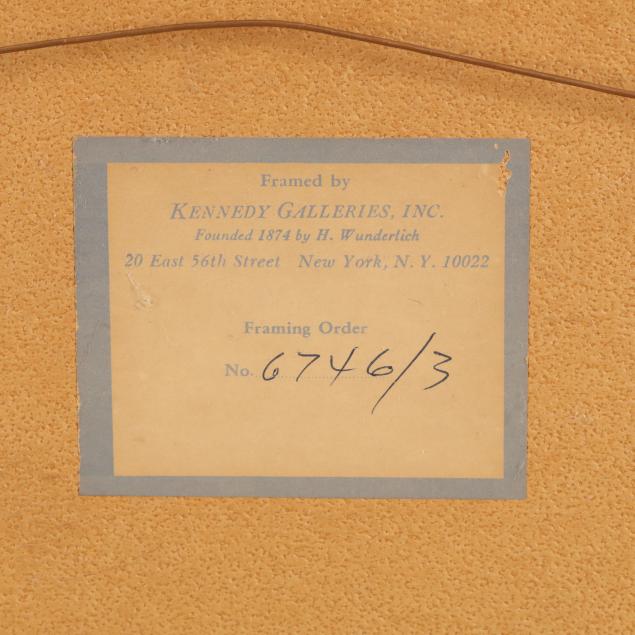 Framed by
KENNEDY GALLERIES, INC.
Founded 1874 by H. Wunderlich
20 East 56th Street New York, N. Y. 10022
Framing Order
No. 6746/3